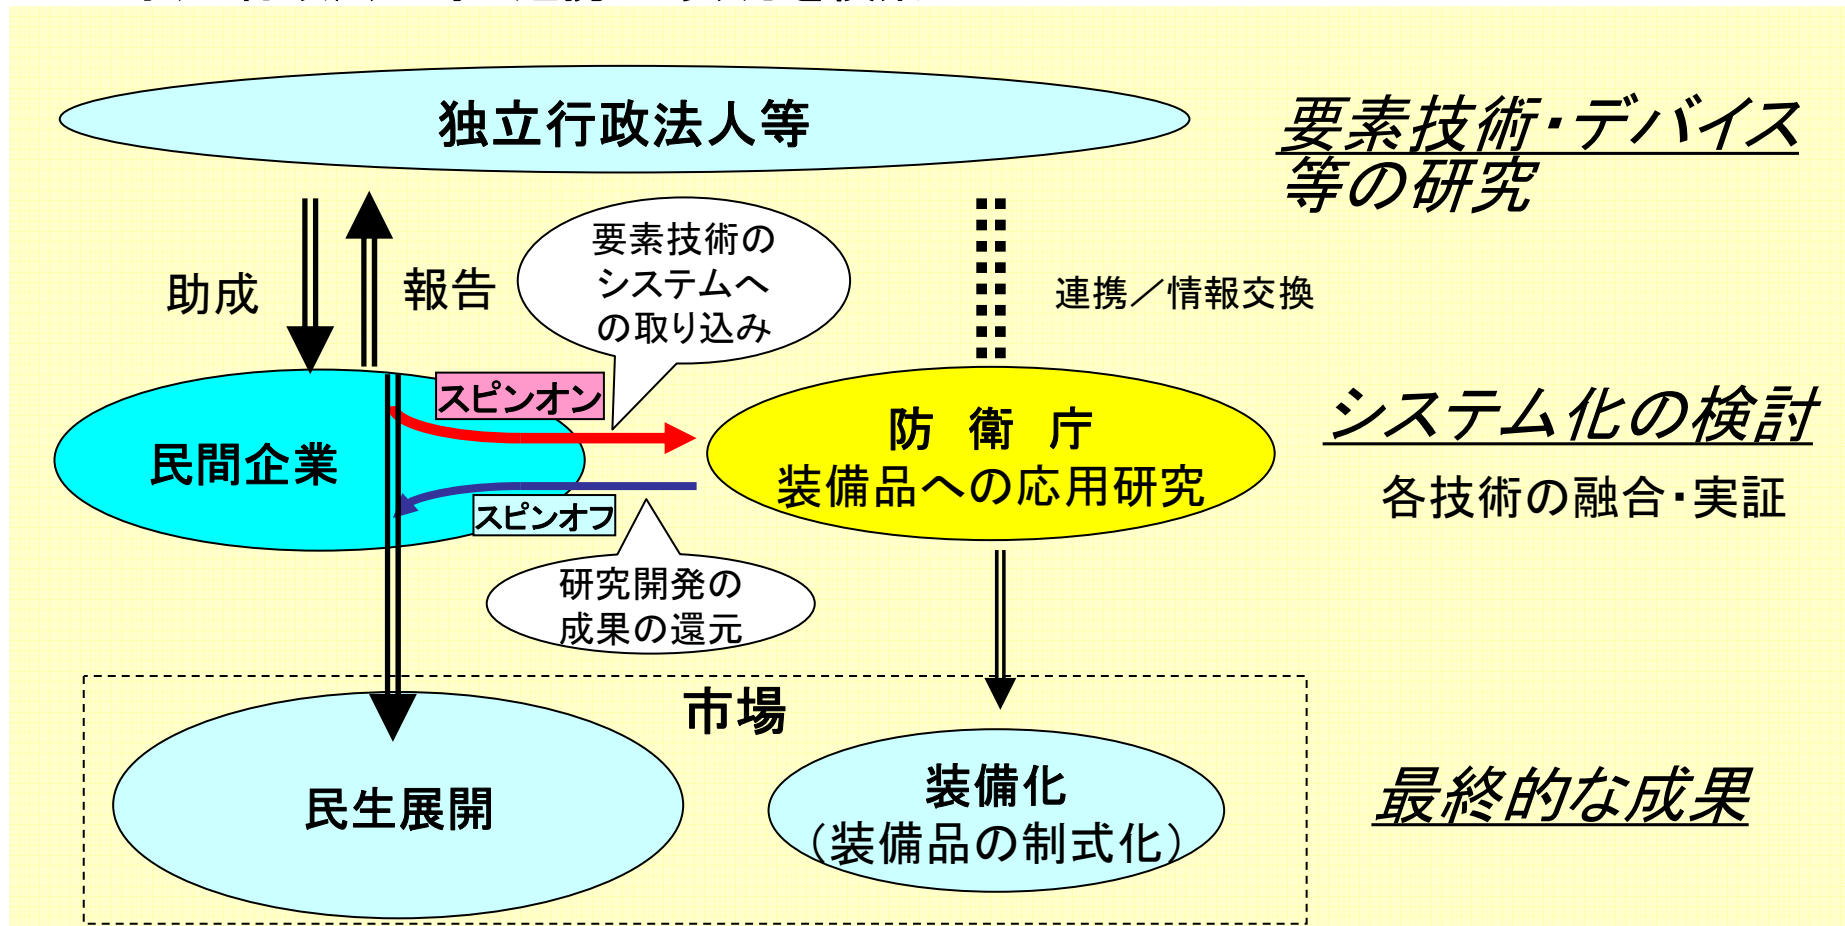 独立行政法人等
要素技術・デバイス
等の研究
助成
報告
要素技術の
システムへ
の取り込み
連携／情報交換
スピンオン
民間企業
防 衛 庁
装備品への応用研究
システム化の検討
各技術の融合・実証
スピンオフ
研究開発の
成果の還元
市場
民生展開
装備化
（装備品の制式化）
最終的な成果